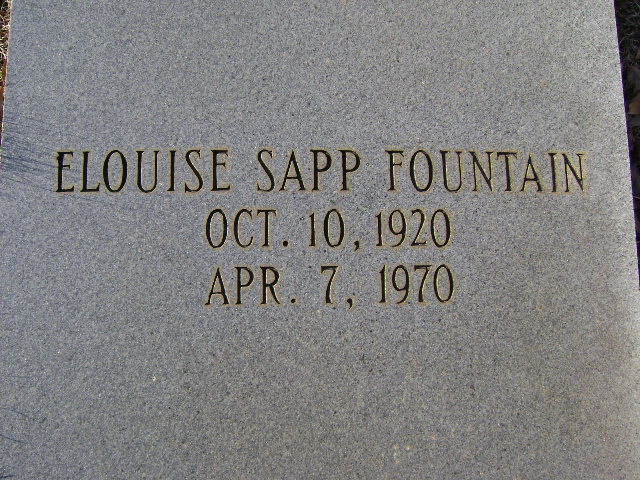 ELOUISE SAPP FOUNTAIN
OCT. 10, 1920
APR. 7, 1970